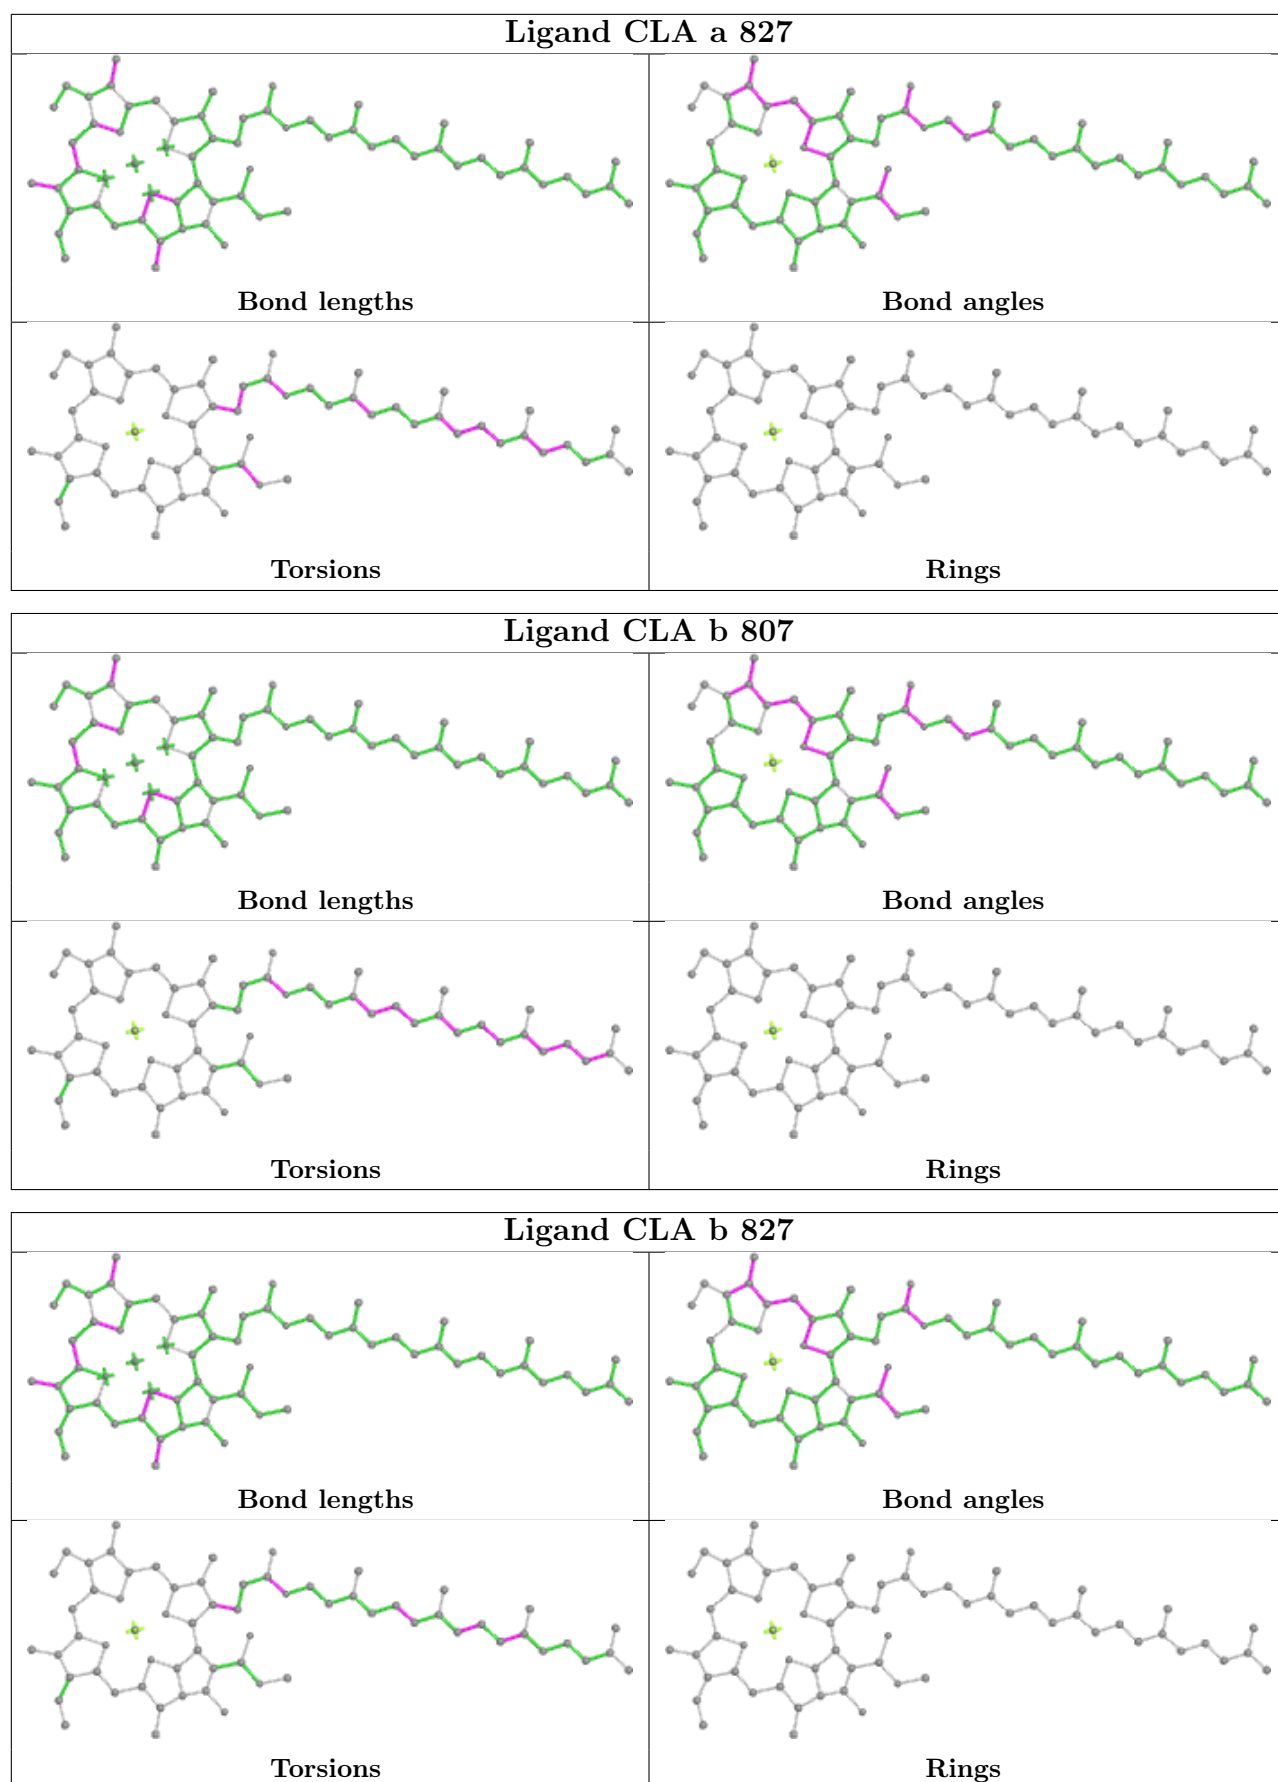 Ligand CLA a 827
Bond lengths
Bond angles
Torsions
Rings
Ligand CLA b 807
Bond lengths
Bond angles
Torsions
Rings
Ligand CLA b 827
Bond lengths
Bond angles
Torsions
Rings